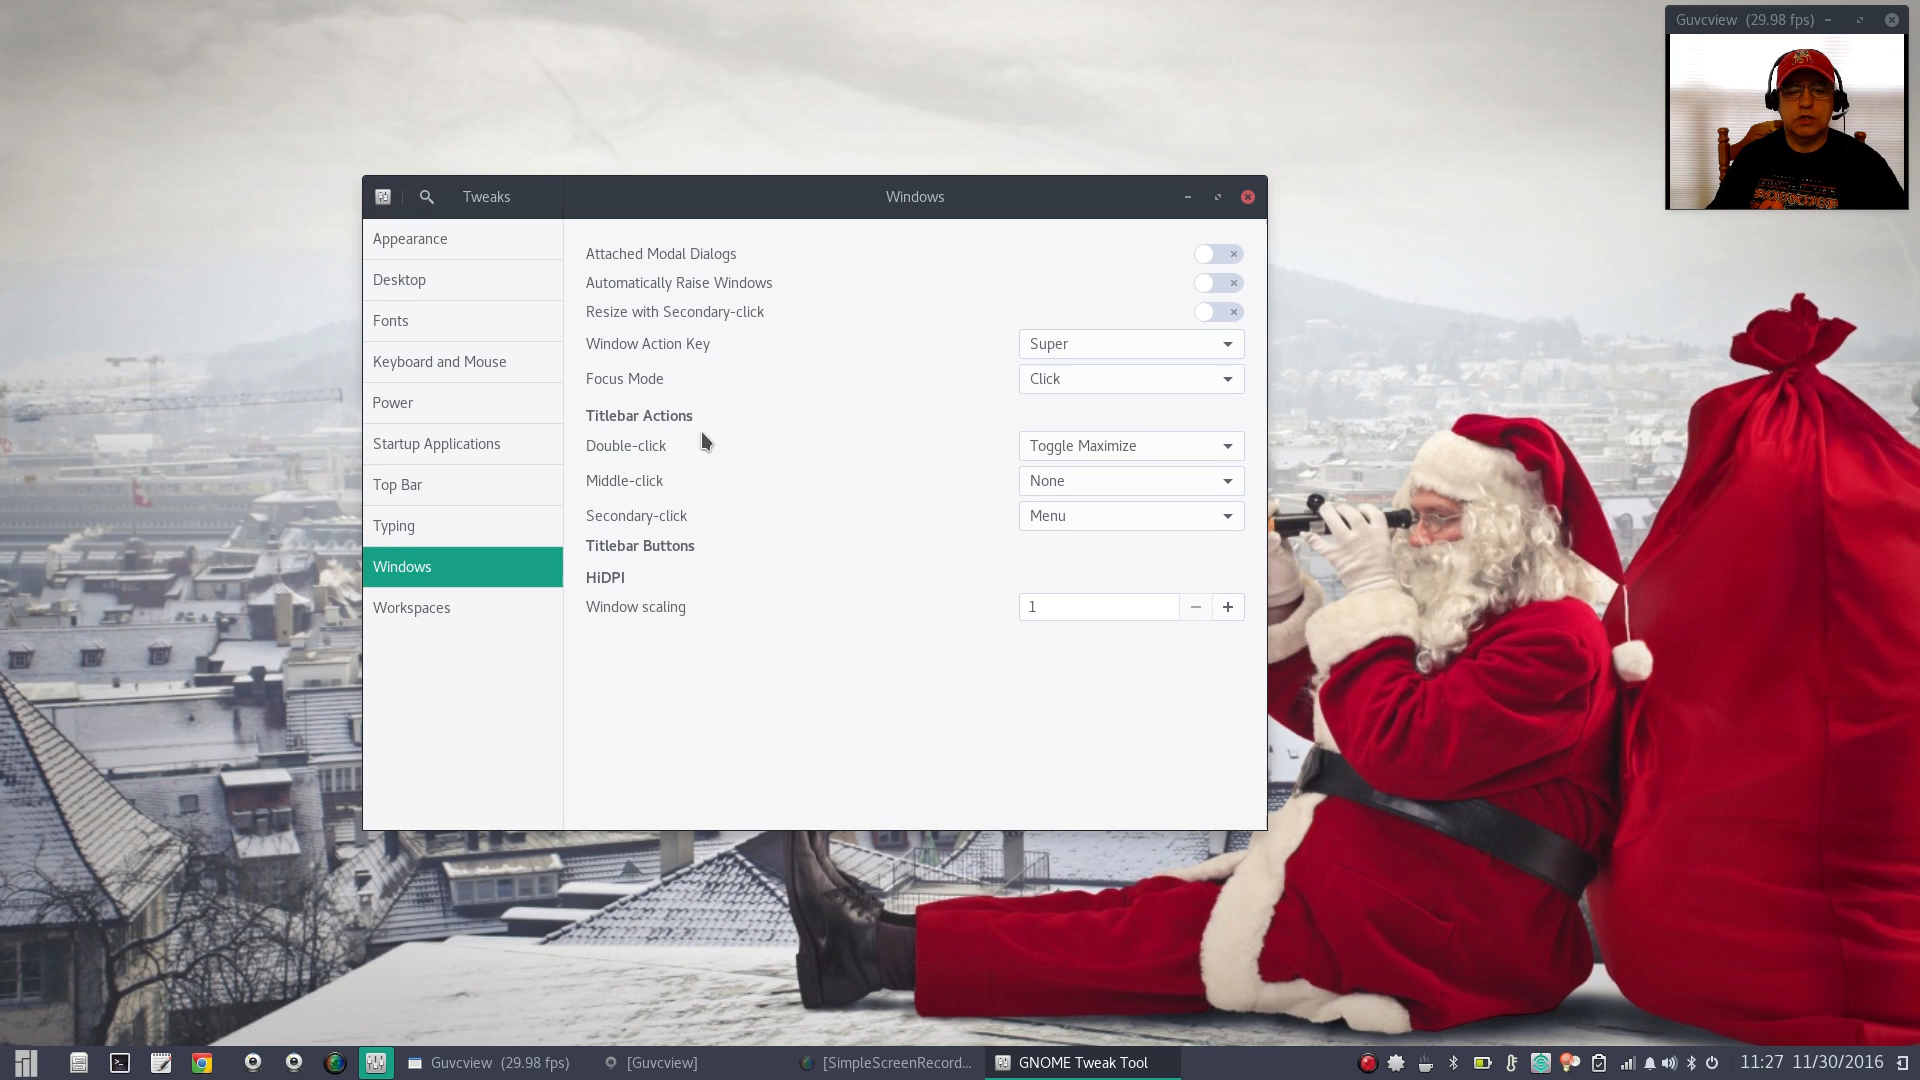 Guvcview (29.98 fps)
Tweaks
Windows
Appearance
Desktop
Fonts
Keyboard and Mouse
Power
Startup Applications
Top Bar
Typing
Windows
Workspaces
Attached Modal Dialogs
Automatically Raise Windows
Resize with Secondary-click
Window Action Key
Super
Focus Mode
Click
Titlebar Actions
Double-click
Toggle Maximize
Middle-click
None
Secondary-click
Menu
Titlebar Buttons
HiDPI
Window scaling
1
Guvcview (29.98 fps)
[Guvcview]
[SimpleScreenRecord...
GNOME Tweak Tool
11:27 11/30/2016